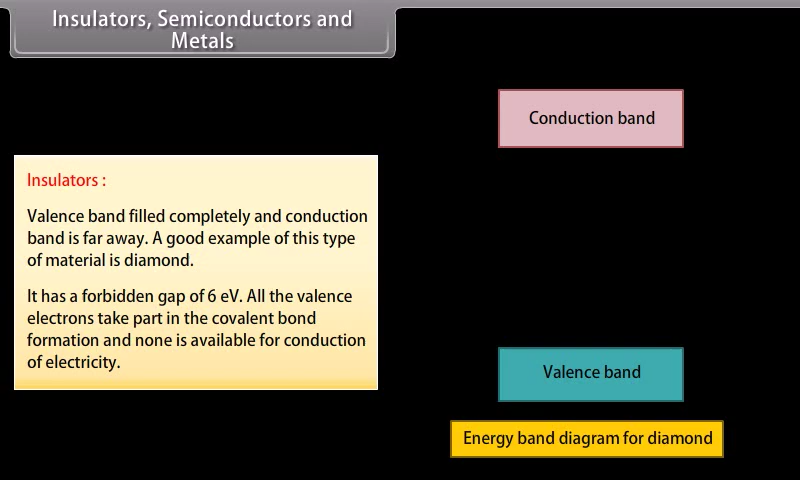 Insulators, Semiconductors and
Metals
Conduction band
Insulators :
Valence band filled completely and conduction
band is far away. A good example of this type
of material is diamond.
It has a forbidden gap of 6 eV. All the valence
electrons take part in the covalent bond
formation and none is available for conduction
of electricity.
Valence band
Energy band diagram for diamond